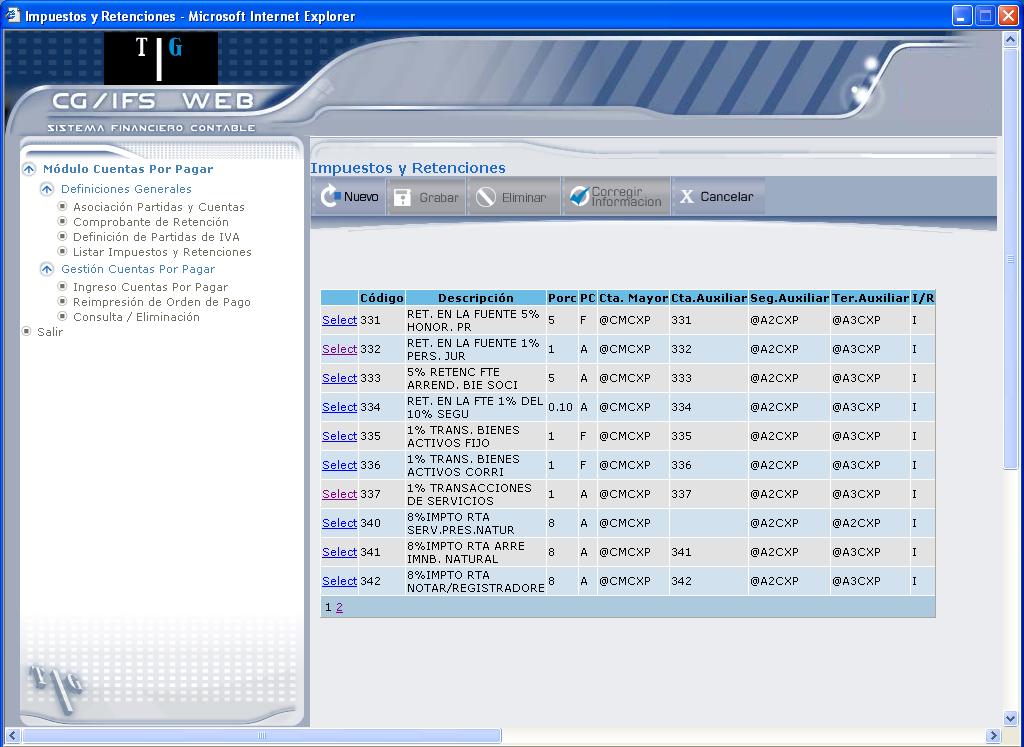 Impuestos y Retenciones - Microsoft Internet Explorer
T | G
CG/IFS WEB
SISTEMA FINANCIERO CONTABLE
Módulo Cuentas Por Pagar
Definiciones Generales
Asociación Partidas y Cuentas
Comprobante de Retención
Definición de Partidas de IVA
Listar Impuestos y Retenciones
Gestión Cuentas Por Pagar
Ingreso Cuentas Por Pagar
Reimpresión de Orden de Pago
Consulta / Eliminación
Salir
T | G
Impuestos y Retenciones
Nuevo Grabar Eliminar Corregir Informacion X Cancelar
Código Descripción Porc PC Cta. Mayor Cta.Auxiliar Seg.Auxiliar Ter.Auxiliar I/R
Select 331 RET. EN LA FUENTE 5% HONOR. PR 5 F @CMCXP 331 @A2CXP @A3CXP I
Select 332 RET. EN LA FUENTE 1% PERS. JUR 1 A @CMCXP 332 @A2CXP @A3CXP I
Select 333 5% RETENC FTE ARREND. BIE SOCI 5 A @CMCXP 333 @A2CXP @A3CXP I
Select 334 RET. EN LA FTE 1% DEL 10% SEGU 0.10 A @CMCXP 334 @A2CXP @A3CXP I
Select 335 1% TRANS. BIENES ACTIVOS FIJO 1 F @CMCXP 335 @A2CXP @A3CXP I
Select 336 1% TRANS. BIENES ACTIVOS CORRI 1 F @CMCXP 336 @A2CXP @A3CXP I
Select 337 1% TRANSACCIONES DE SERVICIOS 1 A @CMCXP 337 @A2CXP @A3CXP I
Select 340 8%IMPTO RTA SERV.PRES.NATUR 8 A @CMCXP @A2CXP @A2CXP I
Select 341 8%IMPTO RTA ARRE IMNB. NATURAL 8 A @CMCXP 341 @A2CXP @A3CXP I
Select 342 8%IMPTO RTA NOTAR/REGISTRADORE 8 A @CMCXP 342 @A2CXP @A3CXP I
1 2